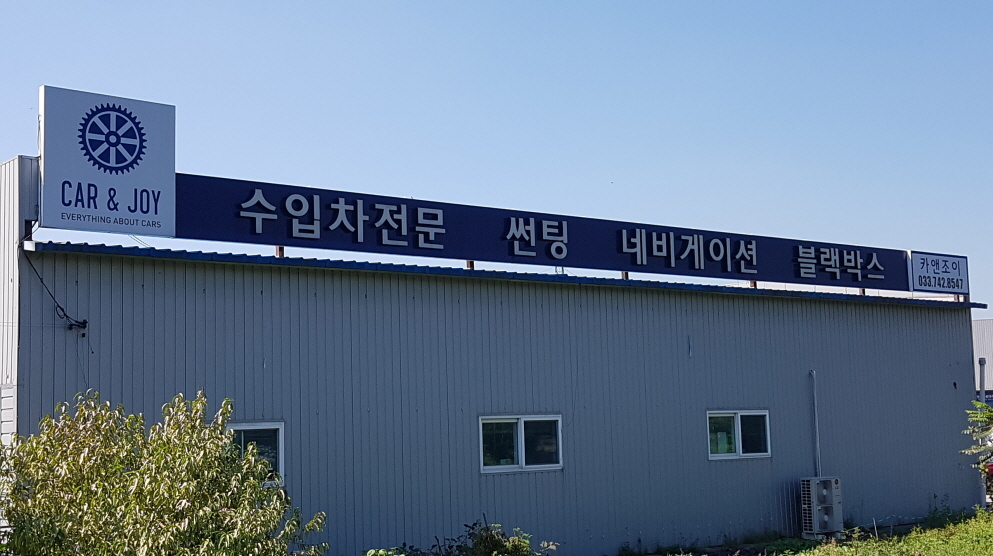 CAR & JOY
EVERYTHING ABOUT CARS
수입차전문 썬팅 네비게이션 블랙박스
카앤조이
033.742.8547